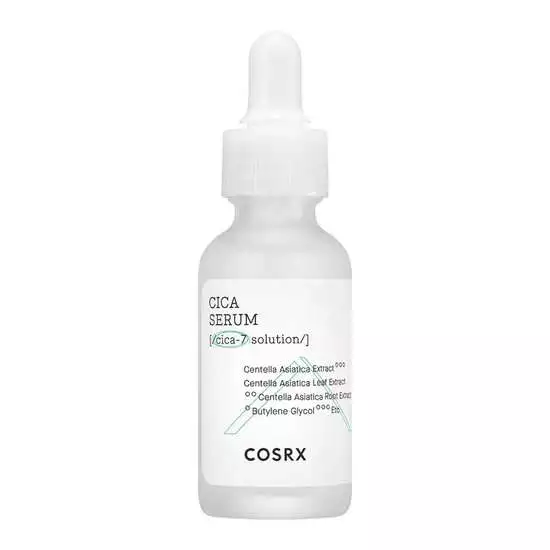 CICA
SERUM
[/cica-7 solution/]
Centella Asiatica Extract °°°
Centella Asiatica Leaf Extract
°° Centella Asiatica Root Extract
° Butylene Glycol °°° Etb
COSRX